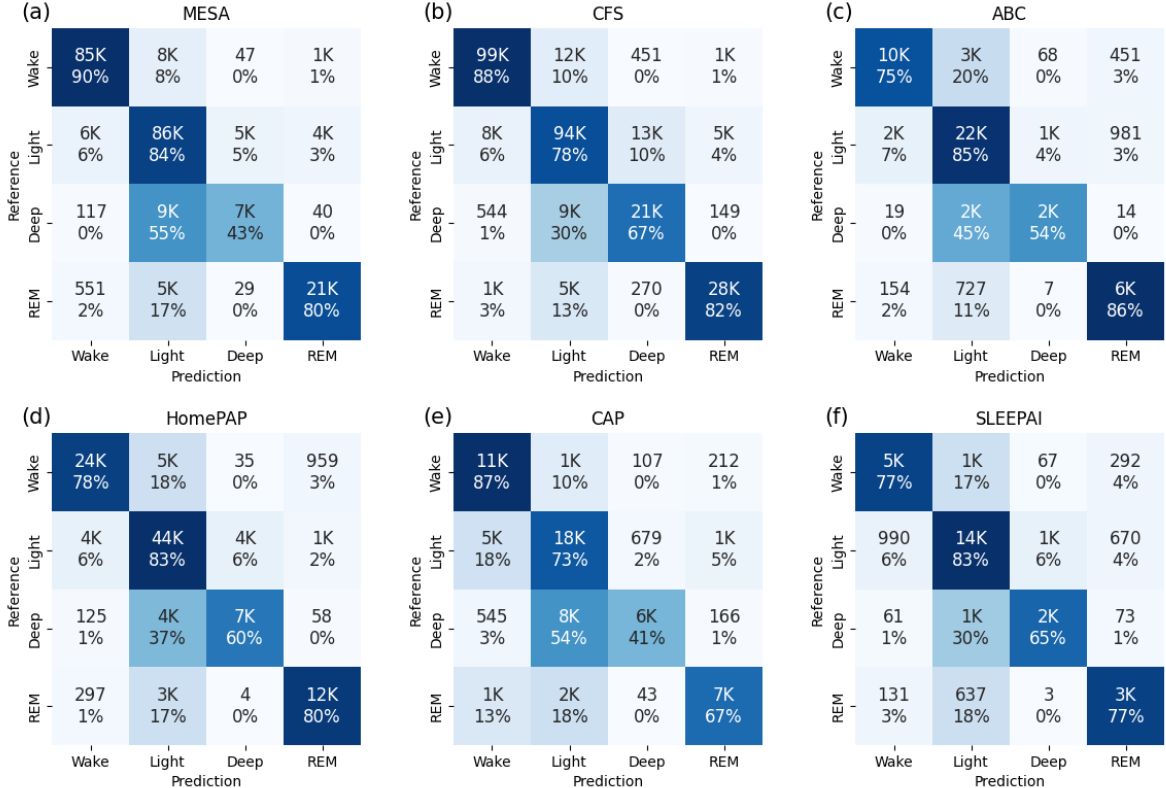 (a) MESA
Wake 85K 8K 47 1K
90% 8% 0% 1%
Light 6K 86K 5K 4K
6% 84% 5% 3%
Deep 117 9K 7K 40
0% 55% 43% 0%
REM 551 5K 29 21K
2% 17% 0% 80%
Wake Light Deep REM
Prediction
Reference
(b) CFS
Wake 99K 12K 451 1K
88% 10% 0% 1%
Light 8K 94K 13K 5K
6% 78% 10% 4%
Deep 544 9K 21K 149
1% 30% 67% 0%
REM 1K 5K 270 28K
3% 13% 0% 82%
Wake Light Deep REM
Prediction
Reference
(c) ABC
Wake 10K 3K 68 451
75% 20% 0% 3%
Light 2K 22K 1K 981
7% 85% 4% 3%
Deep 19 2K 2K 14
0% 45% 54% 0%
REM 154 727 7 6K
2% 11% 0% 86%
Wake Light Deep REM
Prediction
Reference
(d) HomePAP
Wake 24K 5K 35 959
78% 18% 0% 3%
Light 4K 44K 4K 1K
6% 83% 6% 2%
Deep 125 4K 7K 58
1% 37% 60% 0%
REM 297 3K 4 12K
1% 17% 0% 80%
Wake Light Deep REM
Prediction
Reference
(e) CAP
Wake 11K 1K 107 212
87% 10% 0% 1%
Light 5K 18K 679 1K
18% 73% 2% 5%
Deep 545 8K 6K 166
3% 54% 41% 1%
REM 1K 2K 43 7K
13% 18% 0% 67%
Wake Light Deep REM
Prediction
Reference
(f) SLEEPAI
Wake 5K 1K 67 292
77% 17% 0% 4%
Light 990 14K 1K 670
6% 83% 6% 4%
Deep 61 1K 2K 73
1% 30% 65% 1%
REM 131 637 3 3K
3% 18% 0% 77%
Wake Light Deep REM
Prediction
Reference